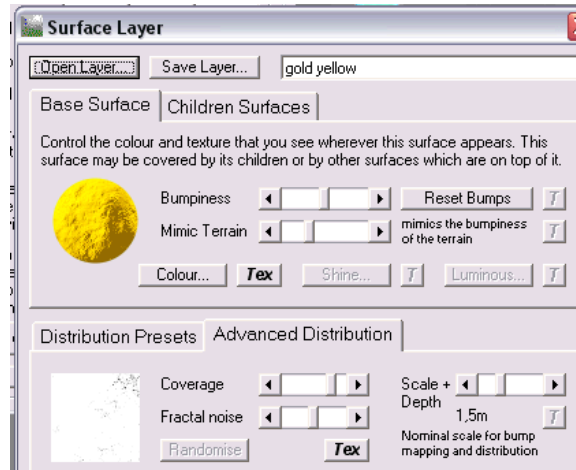 Surface Layer
Open Layer... Save Layer... gold yellow
Base Surface Children Surfaces
Control the colour and texture that you see wherever this surface appears. This
surface may be covered by its children or by other surfaces which are on top of it.
Bumpiness Reset Bumps T
Mimic Terrain mimics the bumpiness
of the terrain T
Colour... Tex Shine... T Luminous... T
Distribution Presets Advanced Distribution
Coverage Scale +
Depth
Fractal noise 1,5m T
Randomise Tex Nominal scale for bump
mapping and distribution